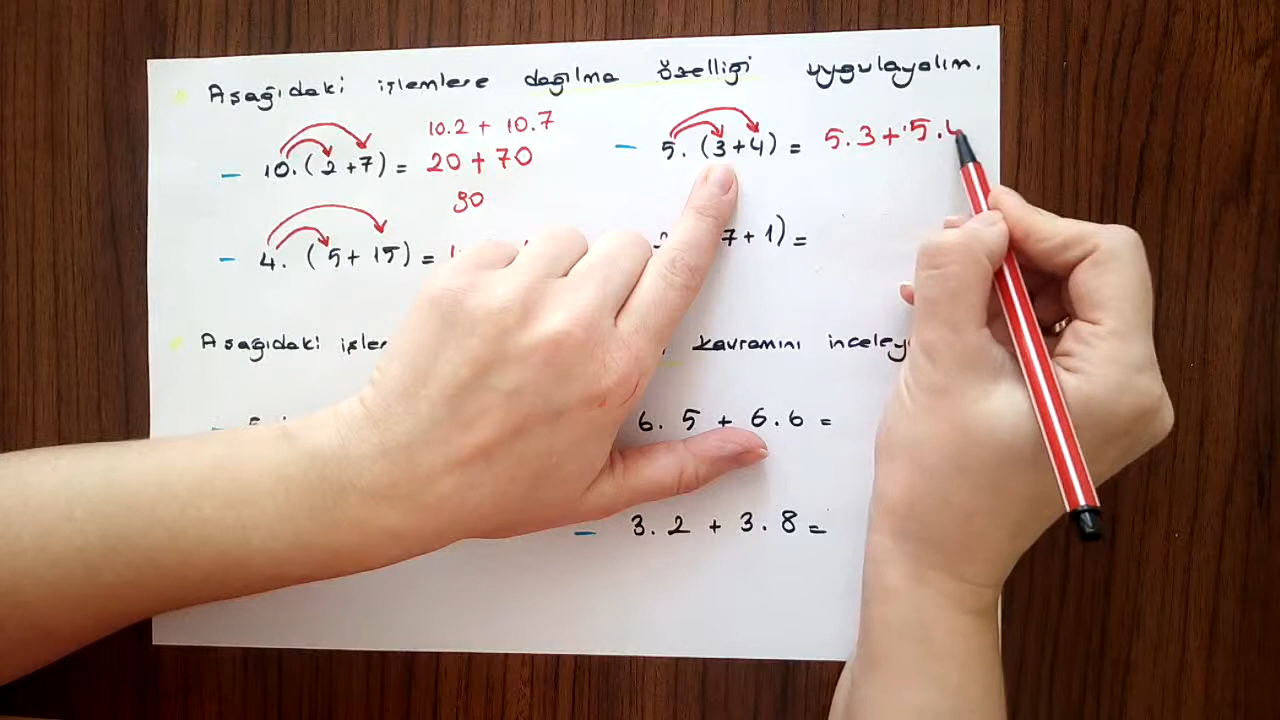 Aşağıdaki işlemlere dağılma özelliği uygulayalım.
10.2 + 10.7
- 10.(2+7) = 20 + 70
90
- 5.(3+4) = 5.3 + 5.4
- 4.(5+15) =
7+1) =
Aşağıdaki kavramını
6.5 + 6.6 =
- 3.2 + 3.8 =